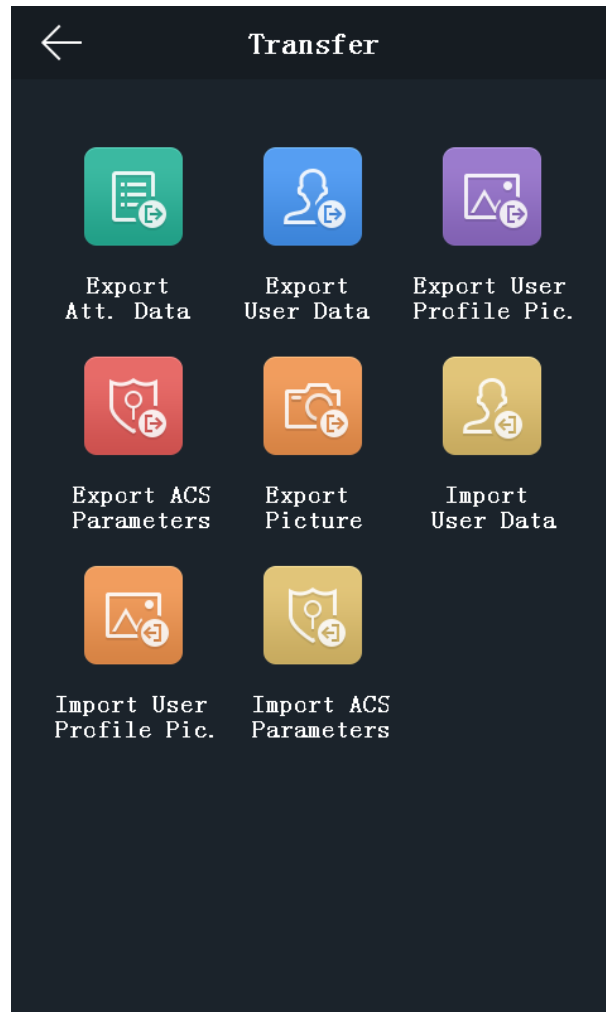 Transfer
Export
Att. Data
Export
User Data
Export User
Profile Pic.
Export ACS
Parameters
Export
Picture
Import
User Data
Import User
Profile Pic.
Import ACS
Parameters